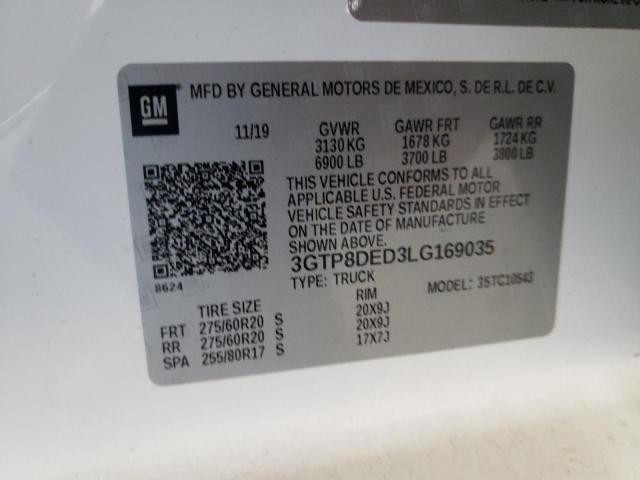 GM
MFD BY GENERAL MOTORS DE MEXICO, S. DE R.L. DE C.V.
11/19 GVWR GAWR FRT GAWR RR
3130 KG 1678 KG 1724 KG
6900 LB 3700 LB 3800 LB
THIS VEHICLE CONFORMS TO ALL
APPLICABLE U.S. FEDERAL MOTOR
VEHICLE SAFETY STANDARDS IN EFFECT
ON THE DATE OF MANUFACTURE
SHOWN ABOVE.
3GTP8DED3LG169035
TYPE: TRUCK MODEL: 3STC10543
8624
TIRE SIZE RIM
FRT 275/60R20 S 20X9J
RR 275/60R20 S 20X9J
SPA 255/80R17 S 17X7J